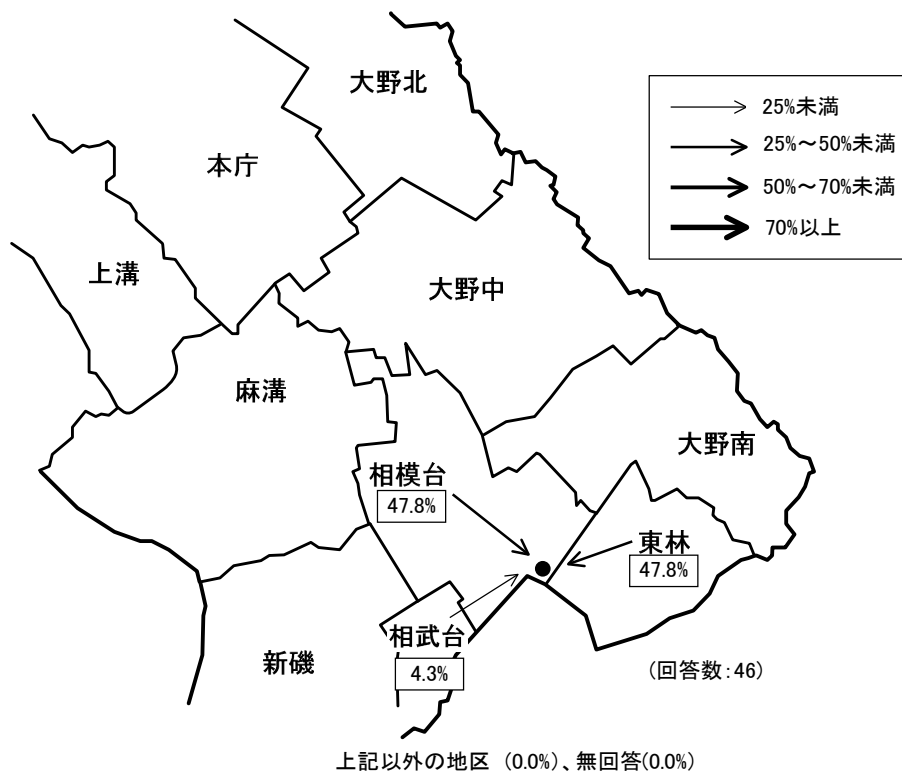 大野北
25%未満
25%～50%未満
50%～70%未満
70%以上
本庁
上溝
大野中
麻溝
大野南
相模台
47.8%
東林
47.8%
相武台
4.3%
新磯
(回答数:46)
上記以外の地区 (0.0%)、無回答(0.0%)